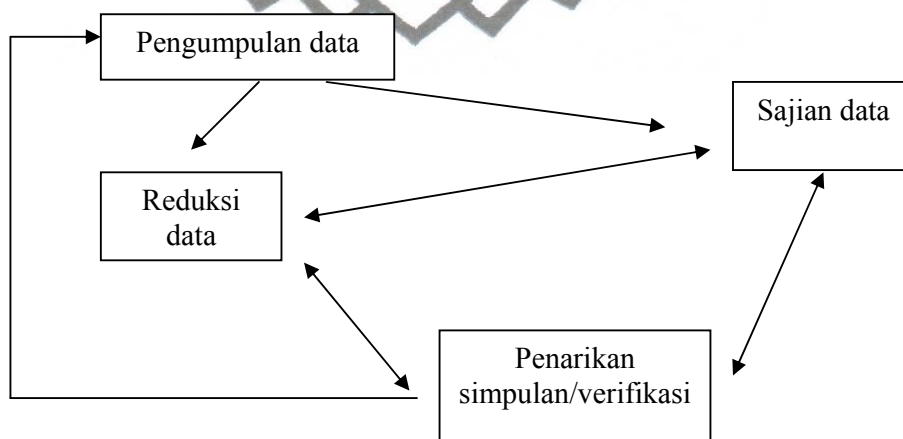 Pengumpulan data
Sajian data
Reduksi
data
Penarikan
simpulan/verifikasi